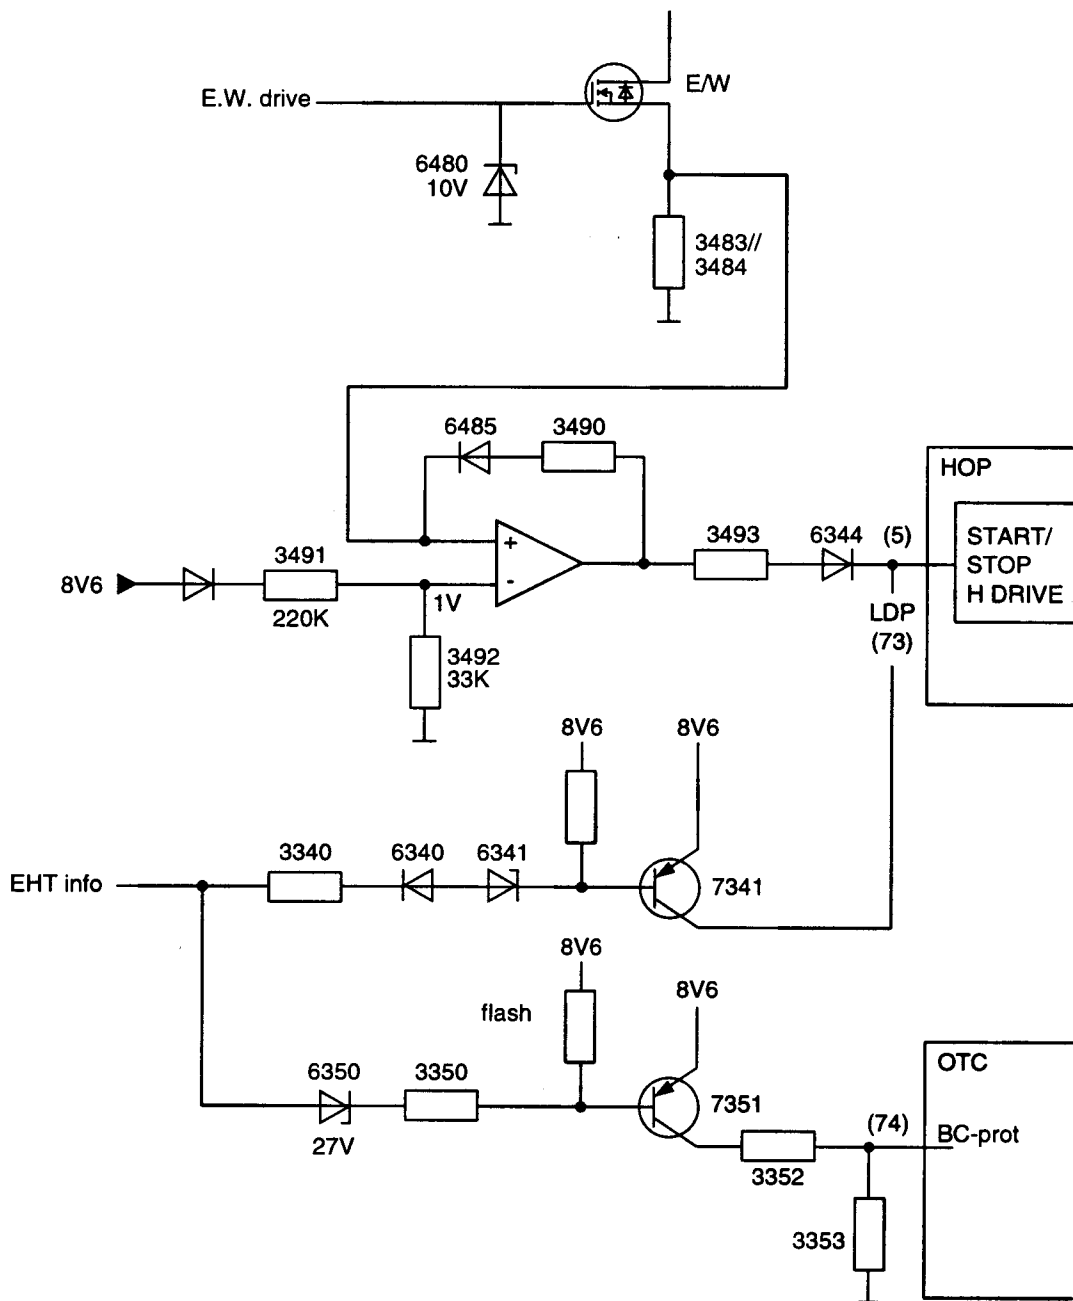 E/W
E.W. drive
6480
10V
3483//
3484
6485
3490
HOP
START/
STOP
H DRIVE
3493
6344
(5)
3491
8V6
220K
1V
LDP
(73)
3492
33K
8V6
8V6
3340
6340
6341
EHT info
7341
8V6
8V6
flash
6350
3350
27V
7351
OTC
(74)
BC-prot
3352
3353